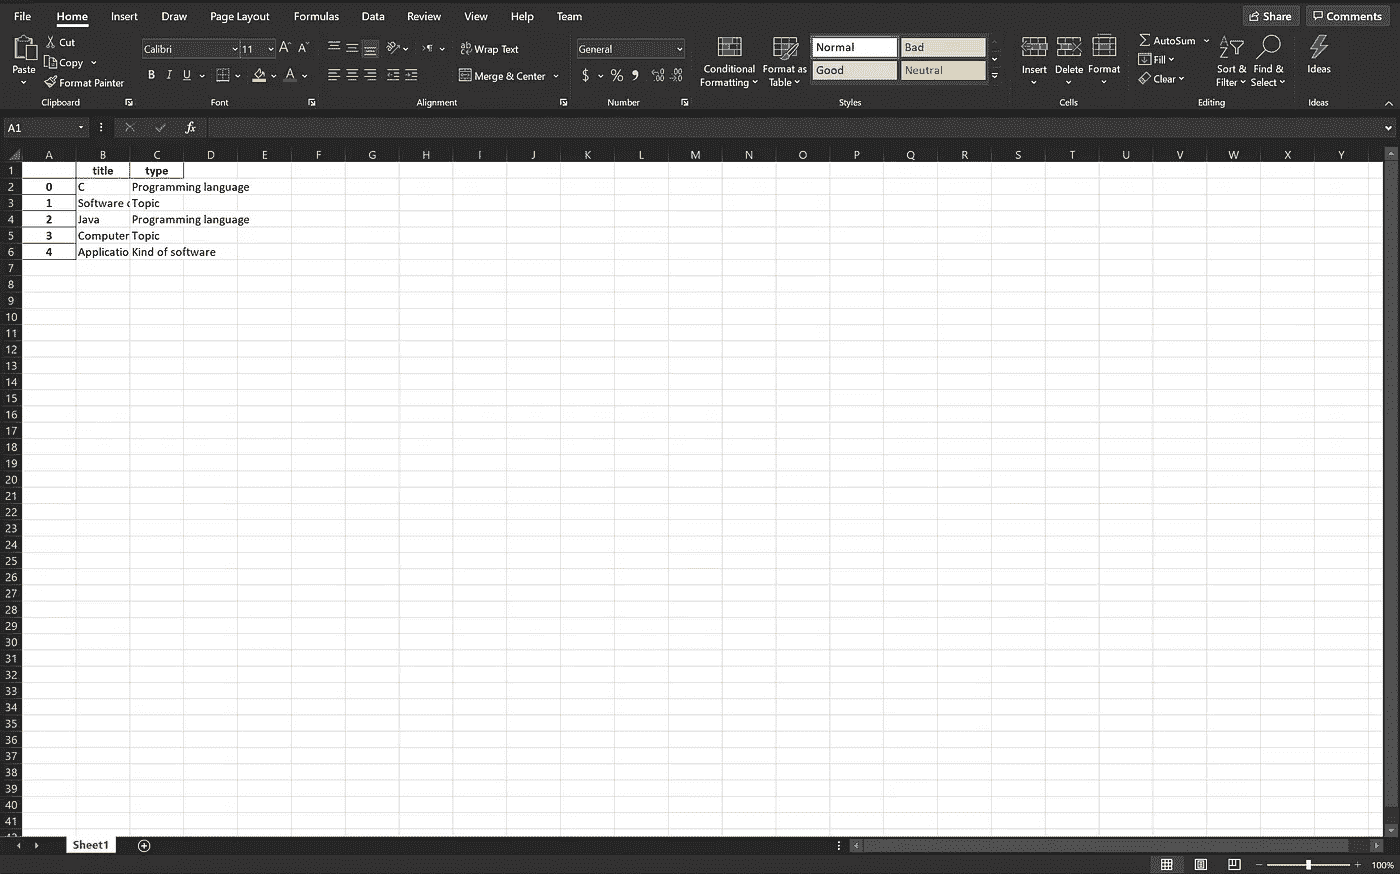 File Home Insert Draw Page Layout Formulas Data Review View Help Team Share Comments
Paste Cut Copy Format Painter
Clipboard
Calibri 11 A A
B I U A
Font
Wrap Text
Merge & Center
Alignment
General
$ % 9
Number
Conditional Formatting
Format as Table
Normal Bad
Good Neutral
Styles
Insert Delete Format
Cells
AutoSum
Fill
Clear
Sort & Filter
Find & Select
Editing
Ideas
Ideas
A1 fx
A B C D E F G H I J K L M N O P Q R S T U V W X Y
1 title type
2 0 C Programming language
3 1 Software Topic
4 2 Java Programming language
5 3 Computer Topic
6 4 Applicatio Kind of software
7
8
9
10
11
12
13
14
15
16
17
18
19
20
21
22
23
24
25
26
27
28
29
30
31
32
33
34
35
36
37
38
39
40
41
Sheet1
100%